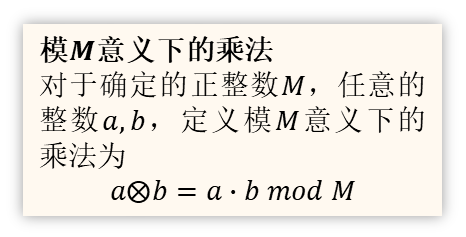 模M意义下的乘法
对于确定的正整数M，任意的
整数a,b，定义模M意义下的
乘法为
a⊗b = a · b mod M